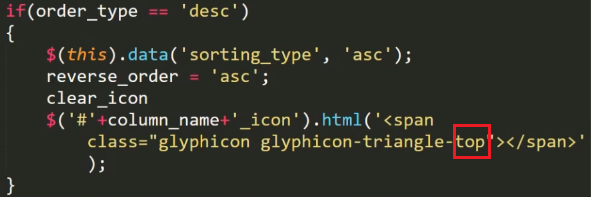 if(order_type == 'desc')
{
$(this).data('sorting_type', 'asc');
reverse_order = 'asc';
clear_icon
$('#'+column_name+'_icon').html('<span
class="glyphicon glyphicon-triangle-top"></span>'
);
}